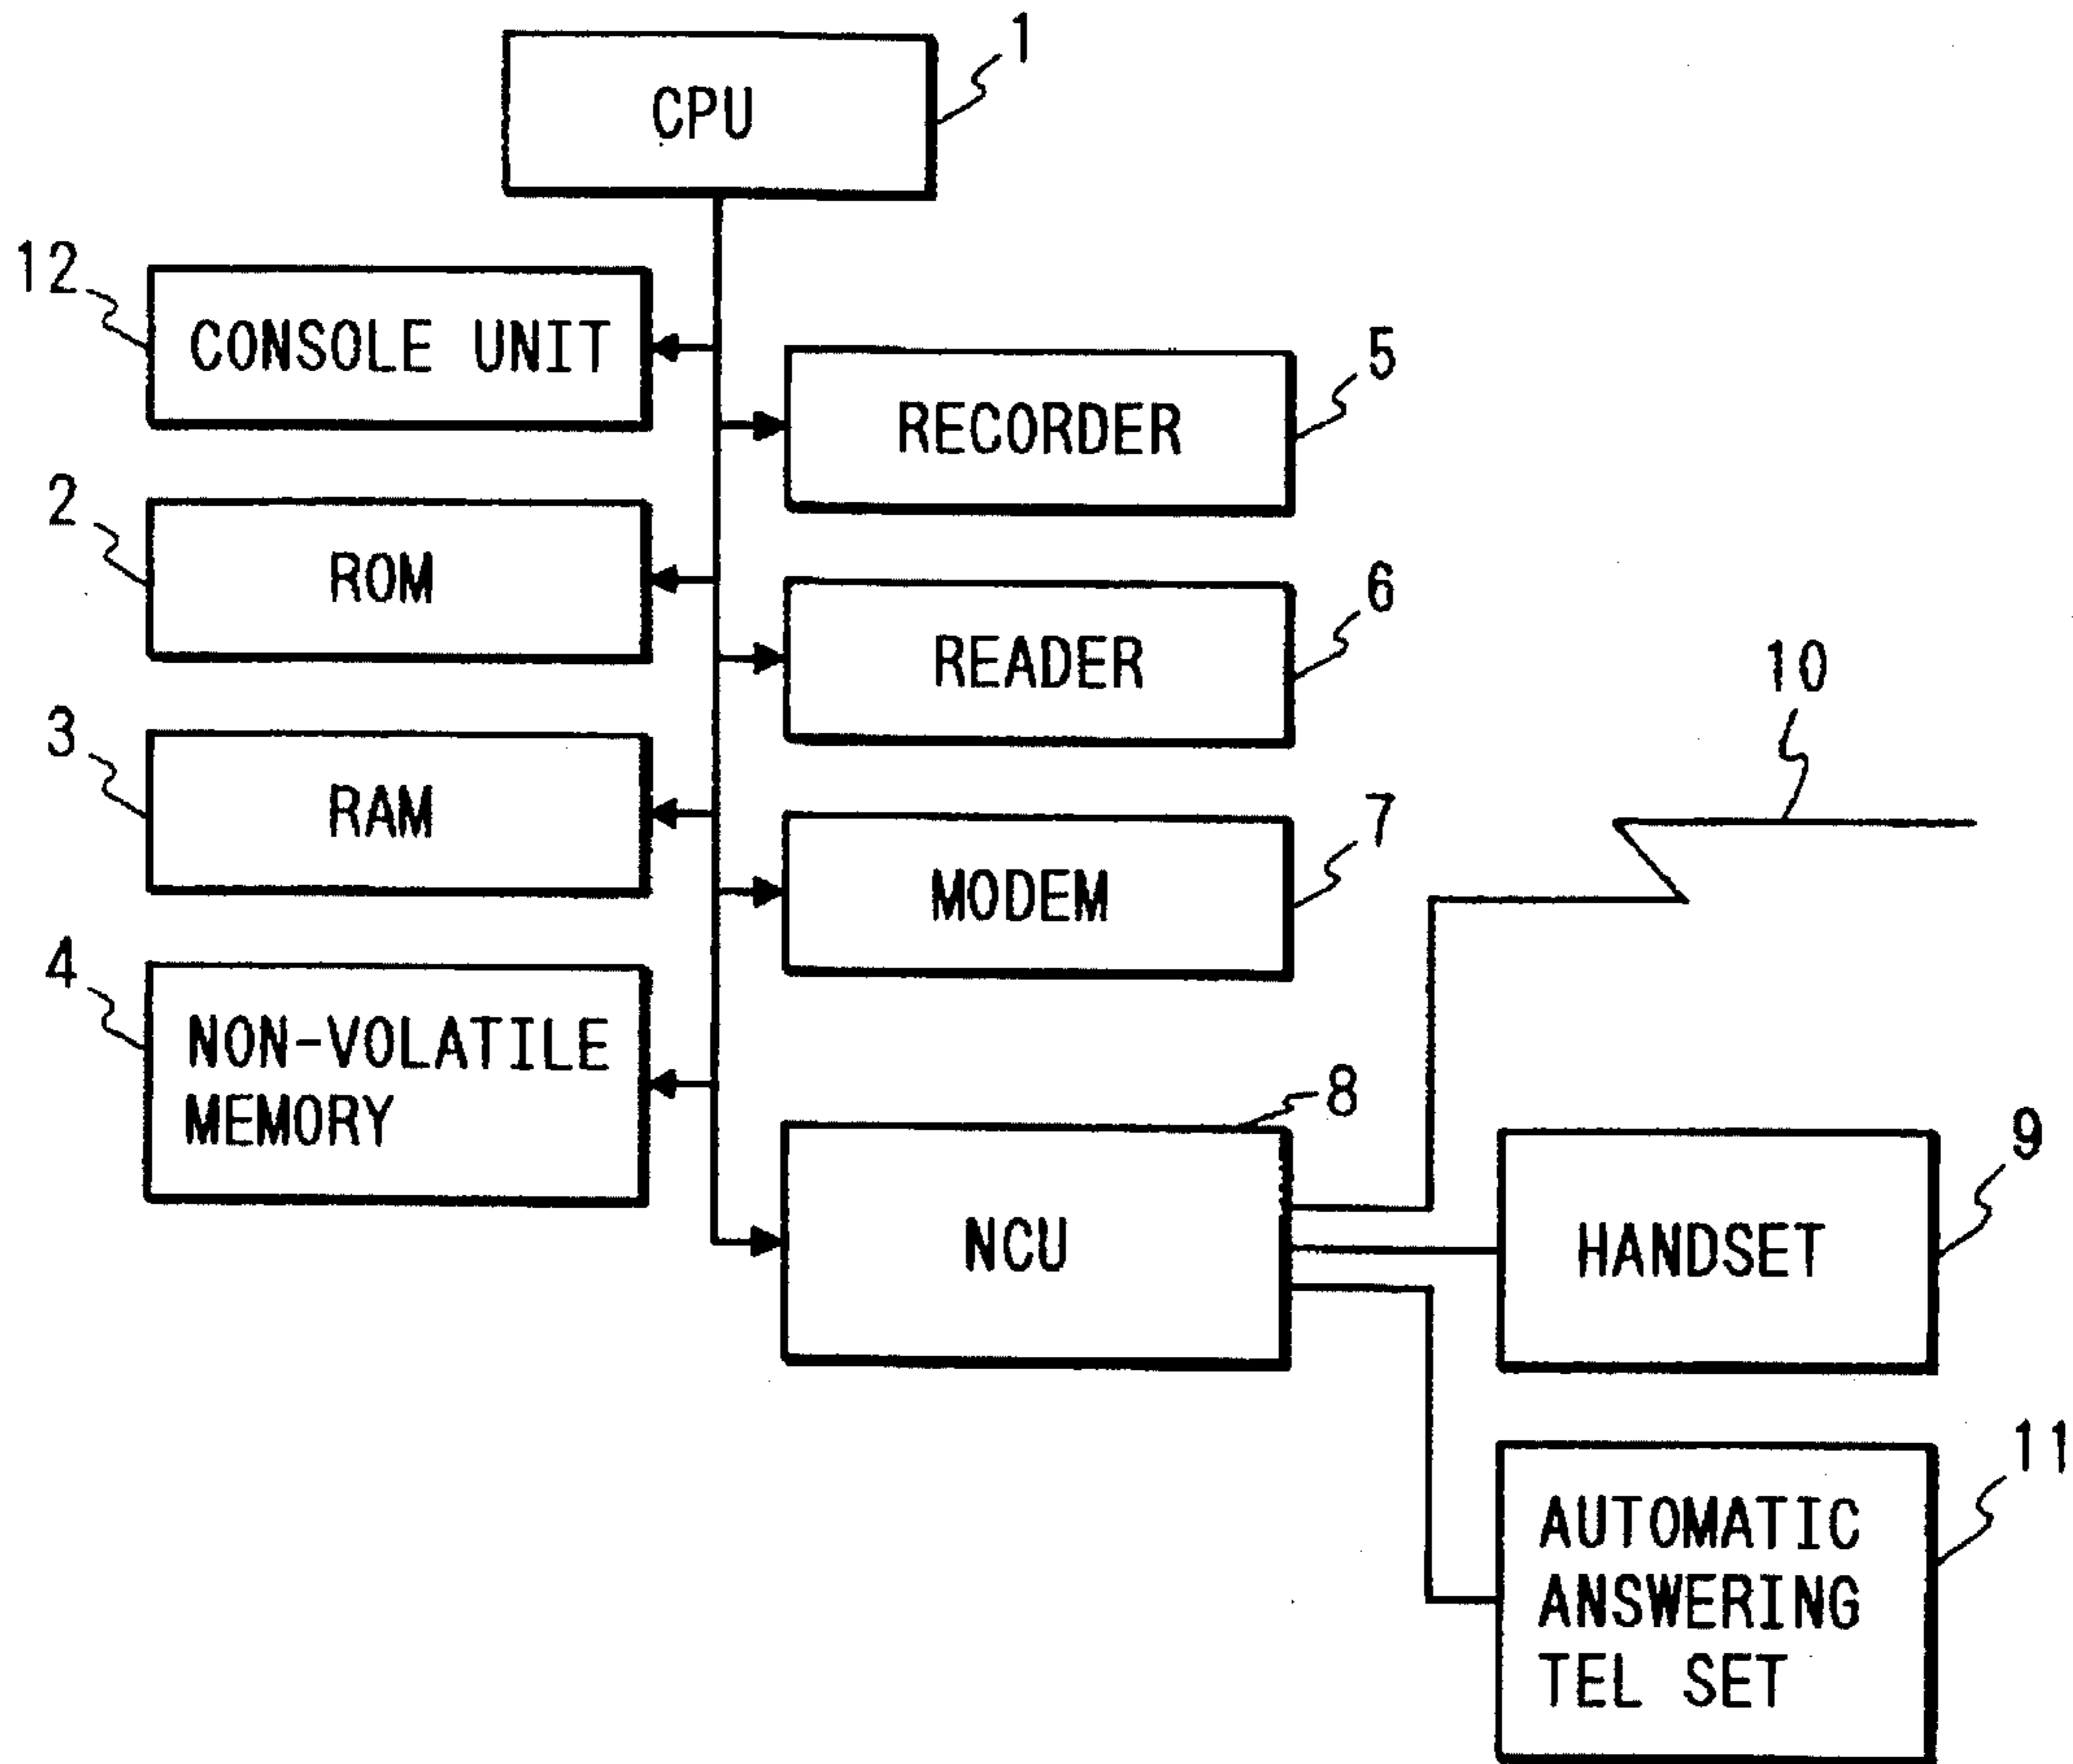 1
CPU
12
CONSOLE UNIT
5
RECORDER
2
ROM
6
READER
10
3
RAM
7
MODEM
4
NON-VOLATILE
MEMORY
8
NCU
9
HANDSET
11
AUTOMATIC
ANSWERING
TEL SET